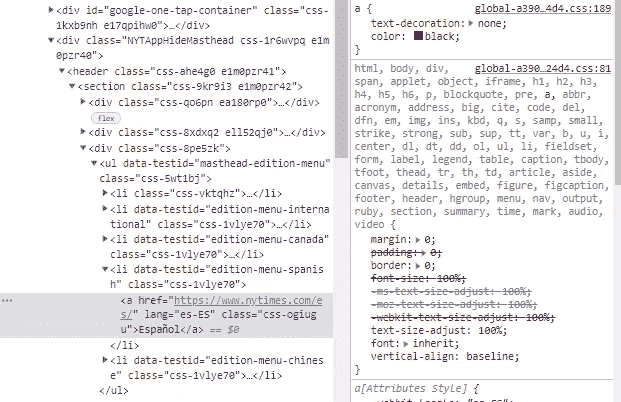 ▶<div id="google-one-tap-container" class="css-
1kxb9nh e17qpihw0">…</div>
▼<div class="NYTAppHideMasthead css-1r6wvpq e1m
0pzr40">
▼<header class="css-ahe4g0 e1m0pzr41">
▼<section class="css-9kr9i3 e1m0pzr42">
▶<div class="css-qo6pn ea180rp0">…</div>
flex
▶<div class="css-8xdxq2 ell52qj0">…</div>
▼<div class="css-8pe5zk">
▼<ul data-testid="masthead-edition-menu"
class="css-5wt1bj">
▶<li class="css-vktqhz">…</li>
▶<li data-testid="edition-menu-interna
tional" class="css-1vlye70">…</li>
▶<li data-testid="edition-menu-canada"
class="css-1vlye70">…</li>
▼<li data-testid="edition-menu-spanis
h" class="css-1vlye70">
<a href="https://www.nytimes.com/e
s/" lang="es-ES" class="css-ogiug
u">Español</a> == $0
</li>
▶<li data-testid="edition-menu-chines
e" class="css-1vlye70">…</li>
</ul>
a { global-a390…4d4.css:189
text-decoration:▶ none;
color: black;
}
html, body, div, global-a390…24d4.css:81
span, applet, object, iframe, h1, h2, h3,
h4, h5, h6, p, blockquote, pre, a, abbr,
acronym, address, big, cite, code, del,
dfn, em, img, ins, kbd, q, s, samp, small,
strike, strong, sub, sup, tt, var, b, u, i,
center, dl, dt, dd, ol, ul, li, fieldset,
form, label, legend, table, caption, tbody,
tfoot, thead, tr, th, td, article, aside,
canvas, details, embed, figure, figcaption,
footer, header, hgroup, menu, nav, output,
ruby, section, summary, time, mark, audio,
video {
margin:▶ 0;
padding:▶ 0;
border:▶ 0;
font-size: 100%;
-ms-text-size-adjust: 100%;
-moz-text-size-adjust: 100%;
-webkit-text-size-adjust: 100%;
text-size-adjust: 100%;
font:▶ inherit;
vertical-align: baseline;
}
a[Attributes Style] {